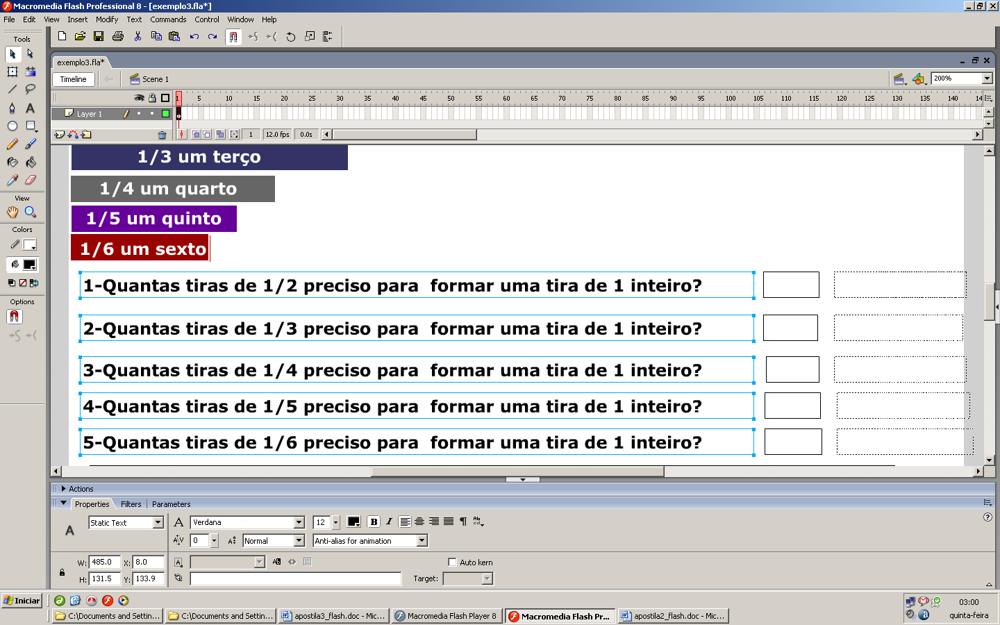 Macromedia Flash Professional 8 - [exemplo3.fla*]
File Edit View Insert Modify Text Commands Control Window Help
Tools
exemplo3.fla*
Timeline Scene 1 200%
1 5 10 15 20 25 30 35 40 45 50 55 60 65 70 75 80 85 90 95 100 105 110 115 120 125 130 135 140 14
Layer 1
1 12.0 fps 0.0s
View
Colors
Options
1/3 um terço
1/4 um quarto
1/5 um quinto
1/6 um sexto
1-Quantas tiras de 1/2 preciso para  formar uma tira de 1 inteiro?
2-Quantas tiras de 1/3 preciso para  formar uma tira de 1 inteiro?
3-Quantas tiras de 1/4 preciso para  formar uma tira de 1 inteiro?
4-Quantas tiras de 1/5 preciso para  formar uma tira de 1 inteiro?
5-Quantas tiras de 1/6 preciso para  formar uma tira de 1 inteiro?
Actions
Properties Filters Parameters
Static Text A Verdana 12 B I
A
A/V 0 Normal Anti-alias for animation
W: 485.0 X: 8.0 Auto kern
H: 131.5 Y: 133.9 Target:
Iniciar 03:00
C:\Documents and Settin... C:\Documents and Settin... apostila3_flash.doc - Mic... Macromedia Flash Player 8 Macromedia Flash Pr... apostila2_flash.doc - Mic... quinta-feira